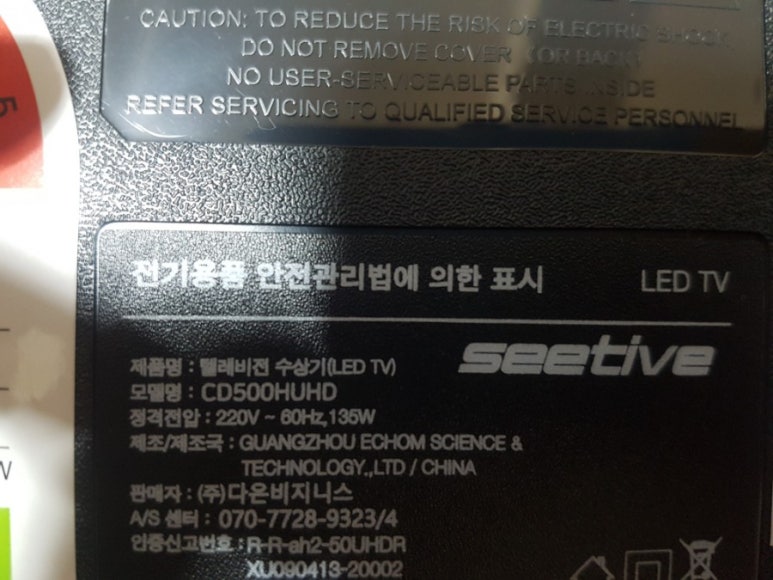 CAUTION: TO REDUCE THE RISK OF ELECTRIC SHOCK,
DO NOT REMOVE COVER (OR BACK)
NO USER-SERVICEABLE PARTS INSIDE
REFER SERVICING TO QUALIFIED SERVICE PERSONNEL
5
전기용품 안전관리법에 의한 표시 LED TV
seetive
제품명 : 텔레비전 수상기(LED TV)
모델명 : CD500HUHD
정격전압 : 220V ~ 60Hz,135W
제조/제조국 : GUANGZHOU ECHOM SCIENCE &
TECHNOLOGY.,LTD / CHINA
판매자 : (주)다온비지니스
A/S 센터 : 070-7728-9323/4
인증신고번호 : R-R-ah2-50UHDR
XU090413-20002
W